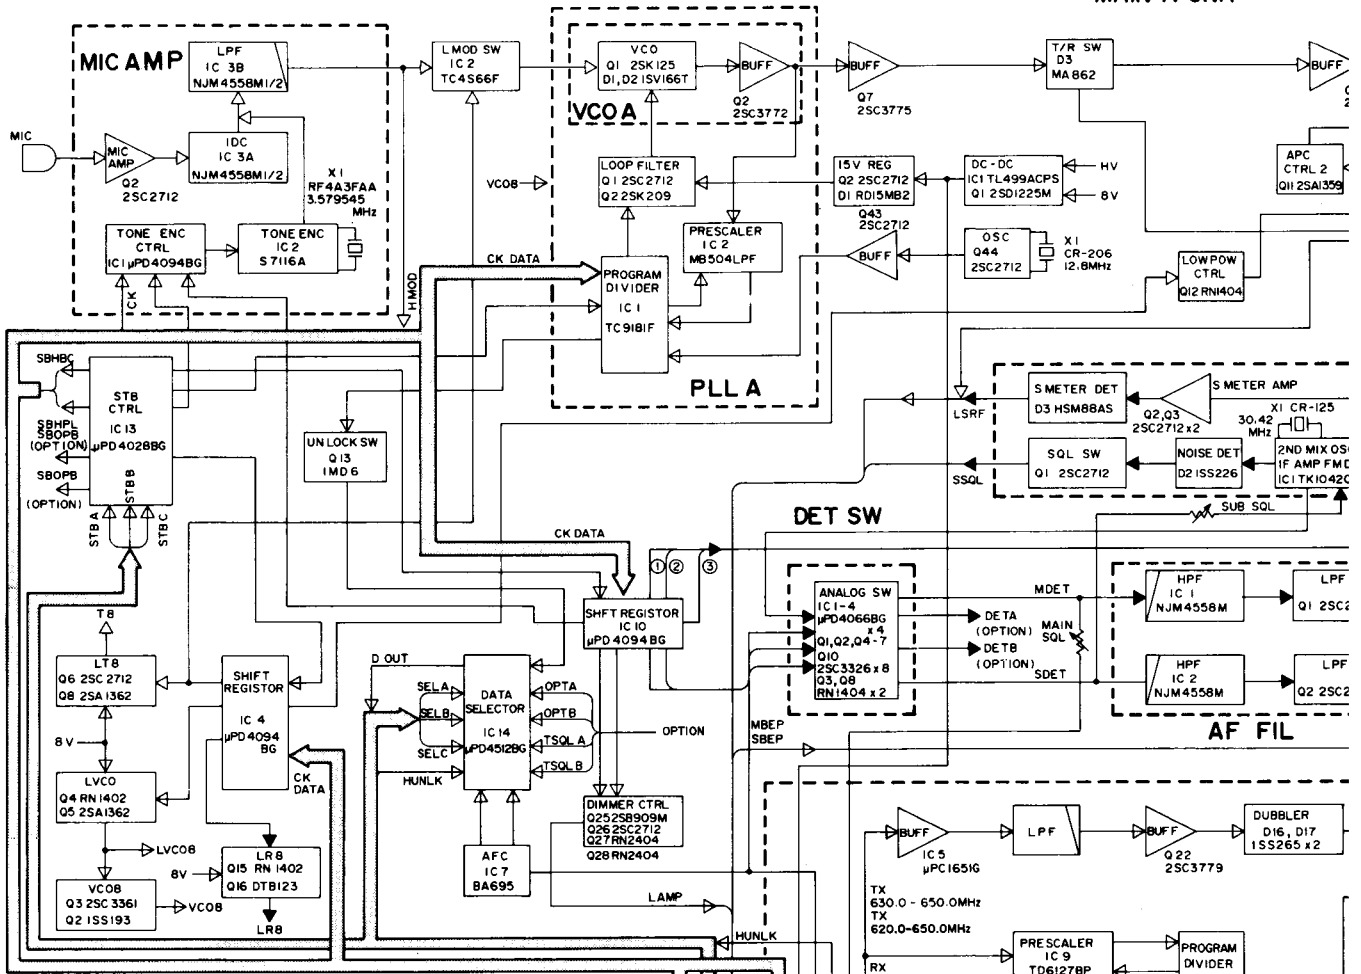 MIC AMP
LPF
IC 3B
NJM4558M1/2
LMOD SW
IC 2
TC4S66F
VCO
Q1 2SK125
D1, D2 1SV166T
BUFF
Q2
2SC3772
VCO A
BUFF
Q7
2SC3775
T/R SW
D3
MA862
BUFF
MIC
MIC
AMP
Q2
2SC2712
IDC
IC 3A
NJM4558M1/2
X1
RF4A3FAA
3.579545
MHz
TONE ENC
CTRL
IC1 µPD4094BG
TONE ENC
IC 2
S7116A
CK
HMOD
CK DATA
VCO8
LOOP FILTER
Q1 2SC2712
Q2 2SK209
15V REG
Q2 2SC2712
D1 RD15MB2
DC-DC
IC1 TL499ACPS
Q1 2SD1225M
HV
8V
APC
CTRL 2
Q11 2SA1359
PROGRAM
DIVIDER
IC 1
TC9181F
PRESCALER
IC 2
MB504LPF
Q43
2SC2712
BUFF
OSC
Q44
2SC2712
X1
CR-206
12.8MHz
LOW POW
CTRL
Q12 RN1404
PLL A
SBHBC
SBHPL
SBOPB
(OPTION)
SBOPB
(OPTION)
STB
CTRL
IC 13
µPD4028BG
STBA
STBB
STBC
UNLOCK SW
Q13
IMD6
LSRF
S METER DET
D3 HSM88AS
S METER AMP
Q2,Q3
2SC2712x2
X1 CR-125
30.42
MHz
SSQL
SQL SW
Q1 2SC2712
NOISE DET
D2 1SS226
2ND MIX OSC
IF AMP FMD
IC1 TK10420
SUB SQL
CK DATA
① ② ③
DET SW
SHFT REGISTOR
IC 10
µPD4094BG
ANALOG SW
IC1-4
µPD4066BG
x4
Q1,Q2,Q4-7
Q10
2SC3326x8
Q3, Q8
RN1404x2
MDET
DETA
(OPTION)
DETB
(OPTION)
SDET
MAIN
SQL
HPF
IC 1
NJM4558M
LPF
HPF
IC 2
NJM4558M
LPF
AF FIL
T8
LT8
Q6 2SC2712
Q8 2SA1362
8V
LVCO
Q4 RN1402
Q5 2SA1362
LVCO8
VCO8
Q3 2SC3361
Q2 1SS193
VCO8
SHIFT
REGISTOR
IC 4
µPD4094
BG
CK
DATA
8V
LR8
Q15 RN1402
Q16 DTB123
LR8
D OUT
SELA
SELB
SELC
HUNLK
DATA
SELECTOR
IC14
µPD4512BG
OPTA
OPTB
TSQL A
TSQL B
OPTION
AFC
IC 7
BA695
DIMMER CTRL
Q25 2SB909M
Q26 2SC2712
Q27 RN2404
Q28 RN2404
LAMP
HUNLK
MBEP
SBEP
BUFF
IC 5
µPC1651G
LPF
BUFF
Q22
2SC3779
DUBBLER
D16, D17
1SS265x2
TX
630.0-650.0MHz
TX
620.0-650.0MHz
RX
PRESCALER
IC 9
TD6127BP
PROGRAM
DIVIDER